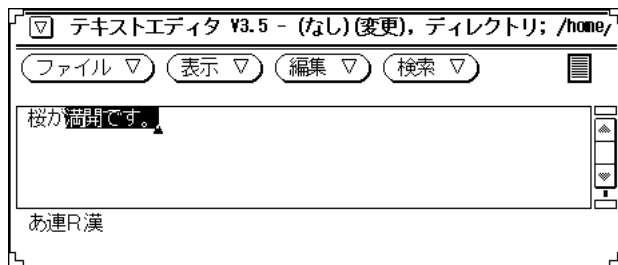 テキストエディタ V3.5 - (なし)(変更), ディレクトリ; /home/
ファイル ▽ 表示 ▽ 編集 ▽ 検索 ▽
桜が満開です。
あ連R漢